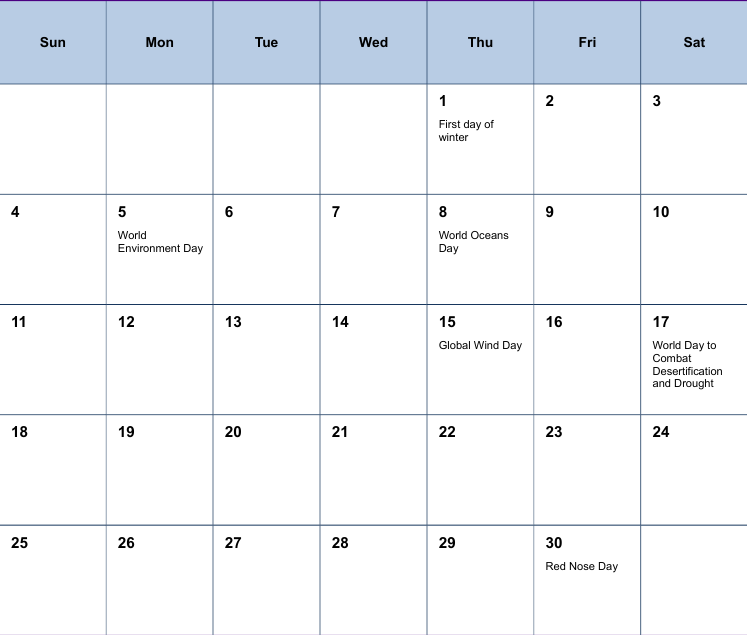 Sun Mon Tue Wed Thu Fri Sat
1 2 3
First day of
winter
4 5 6 7 8 9 10
World
Environment Day
World Oceans
Day
11 12 13 14 15 16 17
Global Wind Day
World Day to
Combat
Desertification
and Drought
18 19 20 21 22 23 24
25 26 27 28 29 30
Red Nose Day